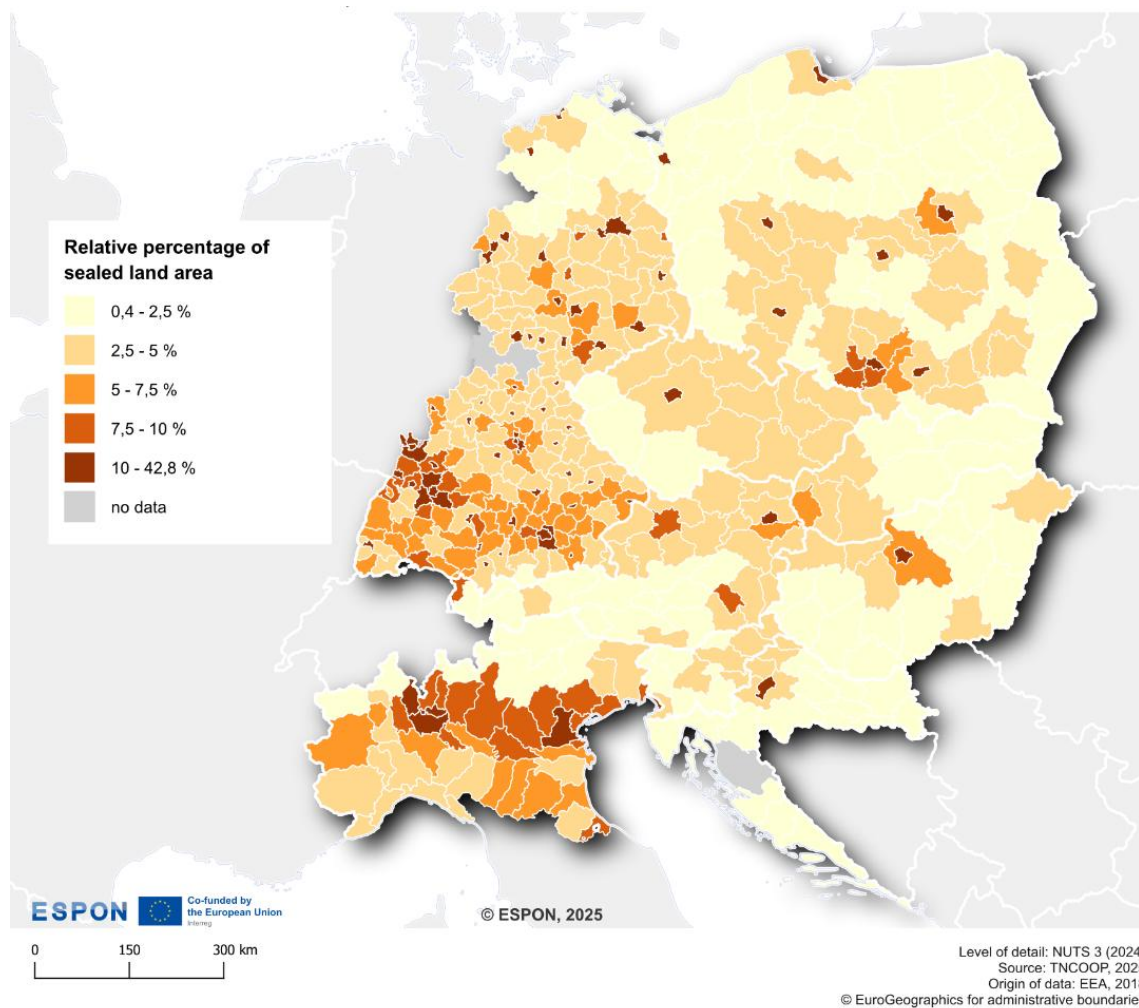 Relative percentage of
sealed land area
0,4 - 2,5 %
2,5 - 5 %
5 - 7,5 %
7,5 - 10 %
10 - 42,8 %
no data
ESPON
Co-funded by
the European Union
Interreg
© ESPON, 2025
0 150 300 km
Level of detail: NUTS 3 (2024
Source: TNCOOP, 202
Origin of data: EEA, 201
© EuroGeographics for administrative boundarie